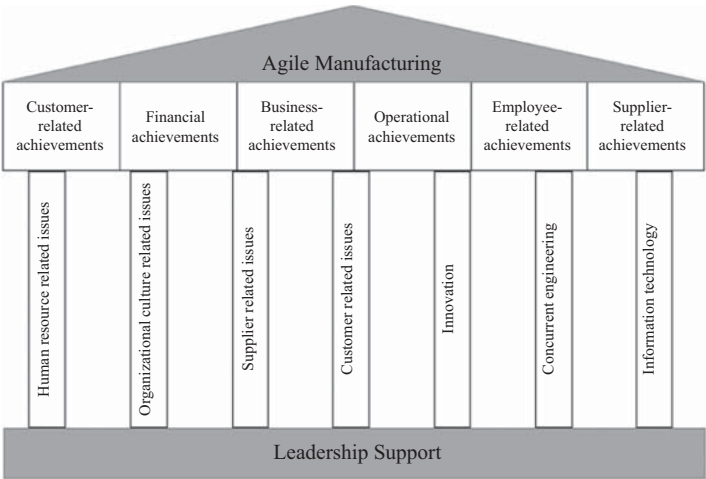 Agile Manufacturing
Customer-
related
achievements
Financial
achievements
Business-
related
achievements
Operational
achievements
Employee-
related
achievements
Supplier-
related
achievements
Human resource related issues
Organizational culture related issues
Supplier related issues
Customer related issues
Innovation
Concurrent engineering
Information technology
Leadership Support